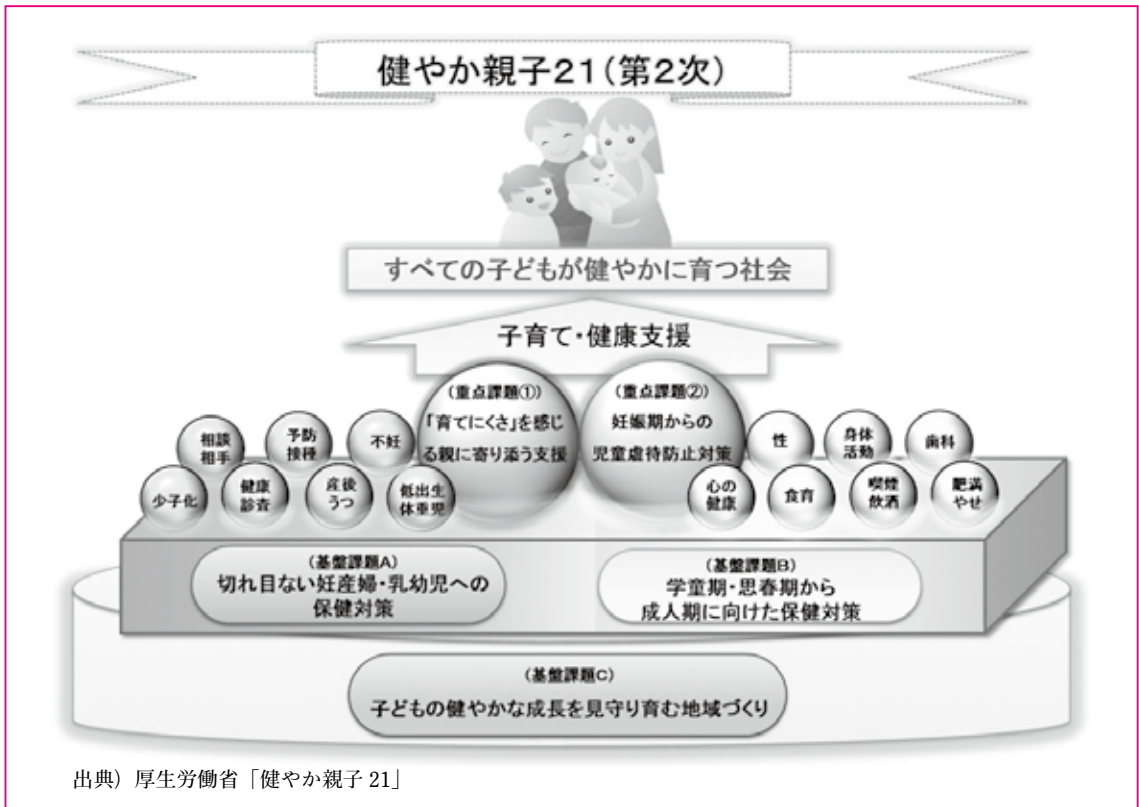 健やか親子21(第2次)
すべての子どもが健やかに育つ社会
子育て・健康支援
(重点課題①)
「育てにくさ」を感じ
る親に寄り添う支援
(重点課題②)
妊娠期からの
児童虐待防止対策
相談
相手
予防
接種
不妊
性
身体
活動
歯科
少子化
健康
診査
産後
うつ
低出生
体重児
心の
健康
食育
喫煙
飲酒
肥満
やせ
(基盤課題A)
切れ目ない妊産婦・乳幼児への
保健対策
(基盤課題B)
学童期・思春期から
成人期に向けた保健対策
(基盤課題C)
子どもの健やかな成長を見守り育む地域づくり
出典）厚生労働省「健やか親子 21」